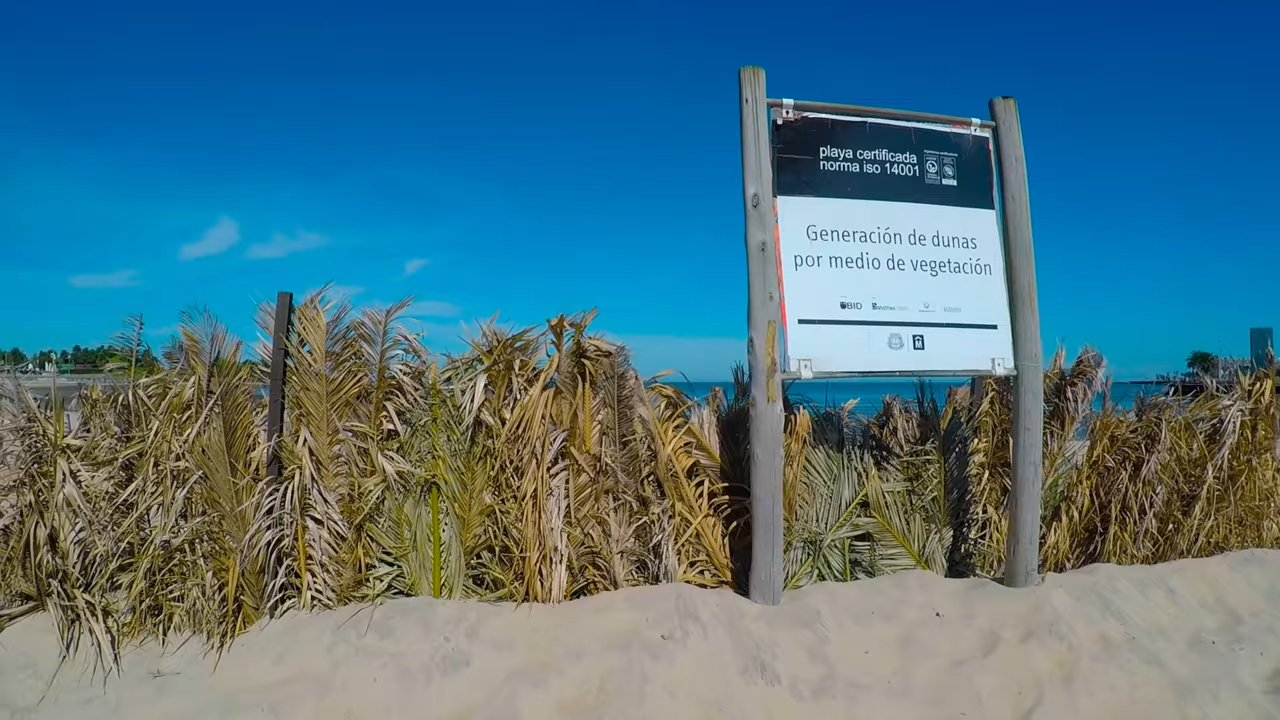 playa certificada
norma iso 14001
Generación de dunas
por medio de vegetación
BID
M